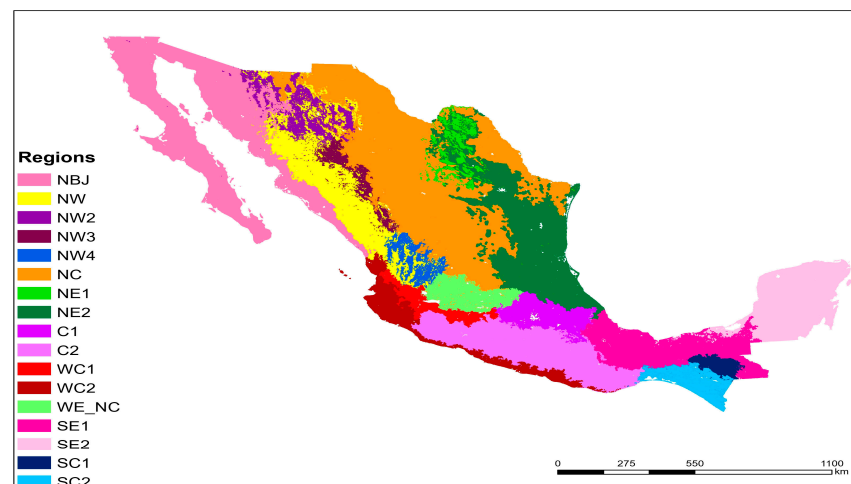 Regions
NBJ
NW
NW2
NW3
NW4
NC
NE1
NE2
C1
C2
WC1
WC2
WE_NC
SE1
SE2
SC1
SC2
0 275 550 1100
km